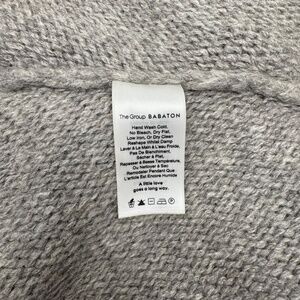 The Group BABATON
Hand Wash Cold,
No Bleach, Dry Flat,
Low Iron, Or Dry Clean
Reshape Whilst Damp
Laver À La Main À L'eau Froide,
Pas De Blanchiment,
Sécher À Plat,
Repasser À Basse Température,
Ou Nettoyer À Sec
Remodeler Pendant Que
L'article Est Encore Humide
A little love
goes a long way.